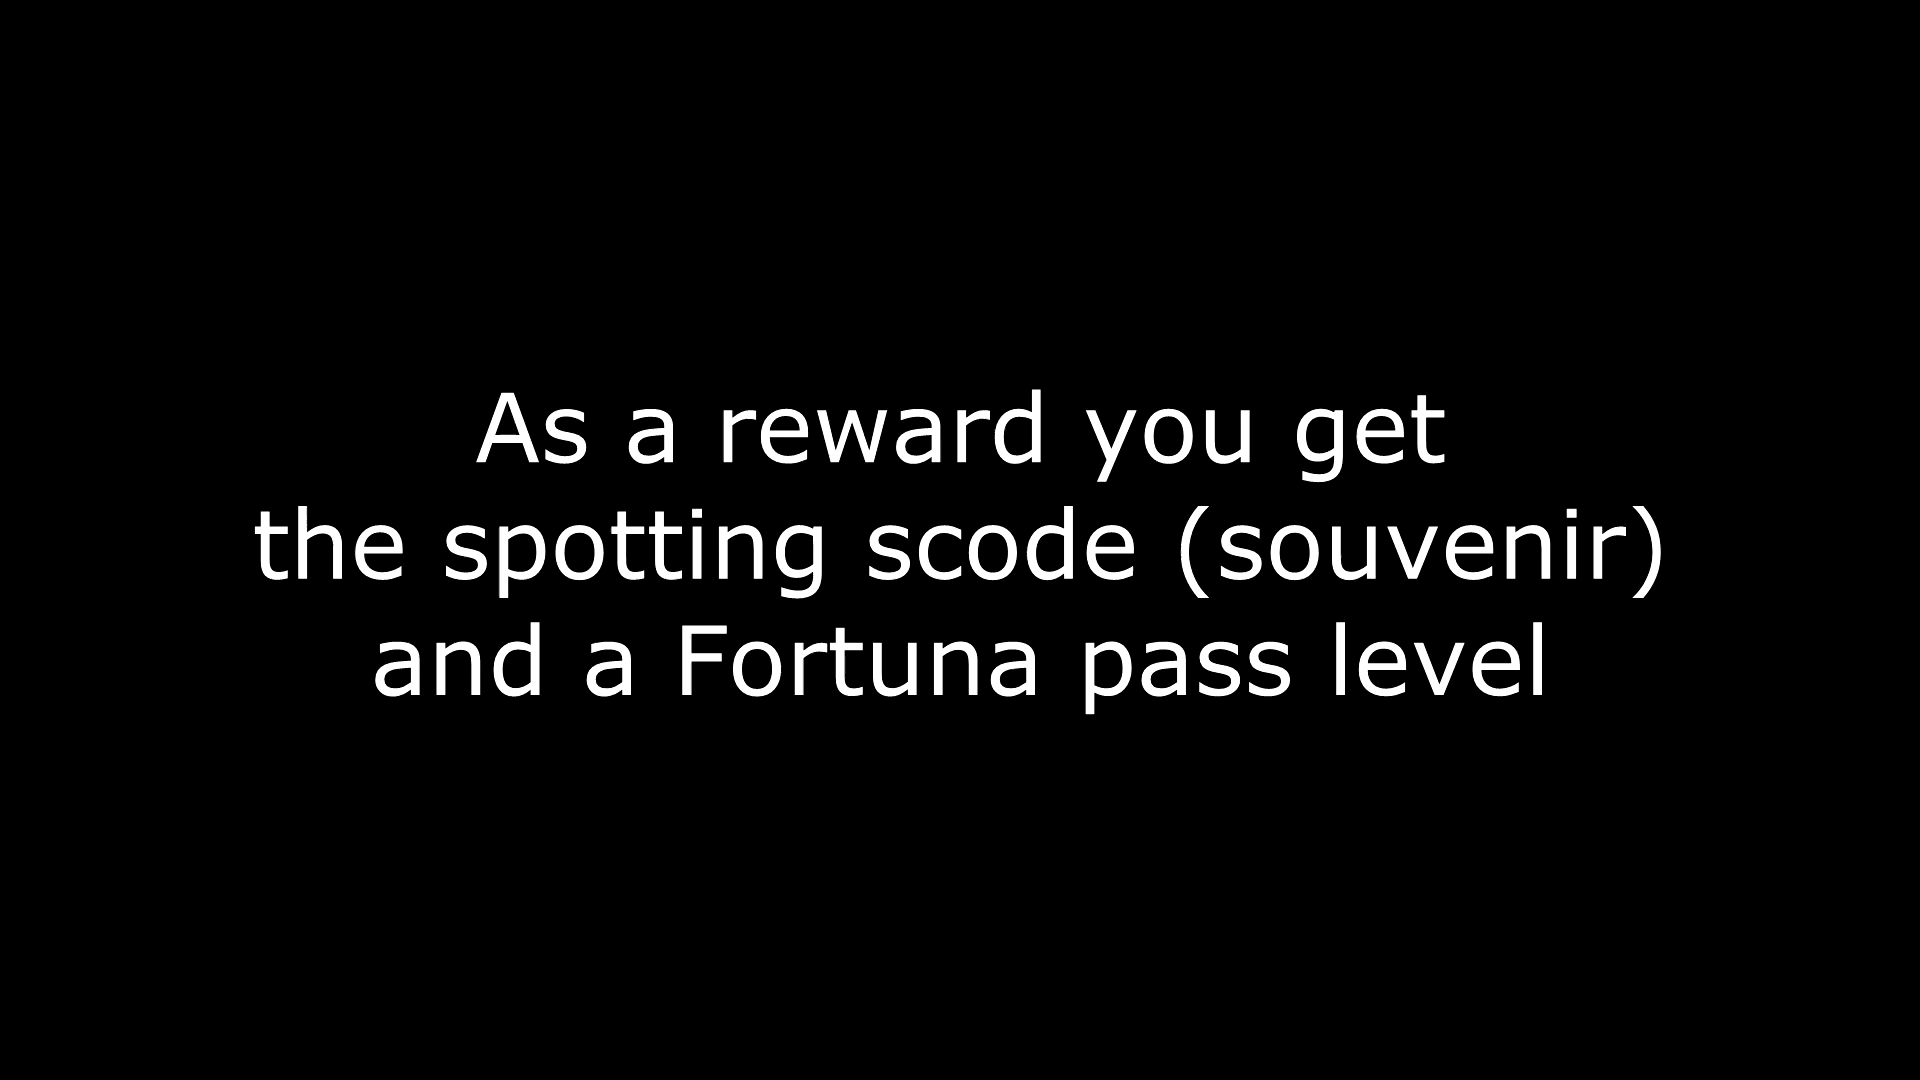 As a reward you get
the spotting scode (souvenir)
and a Fortuna pass level